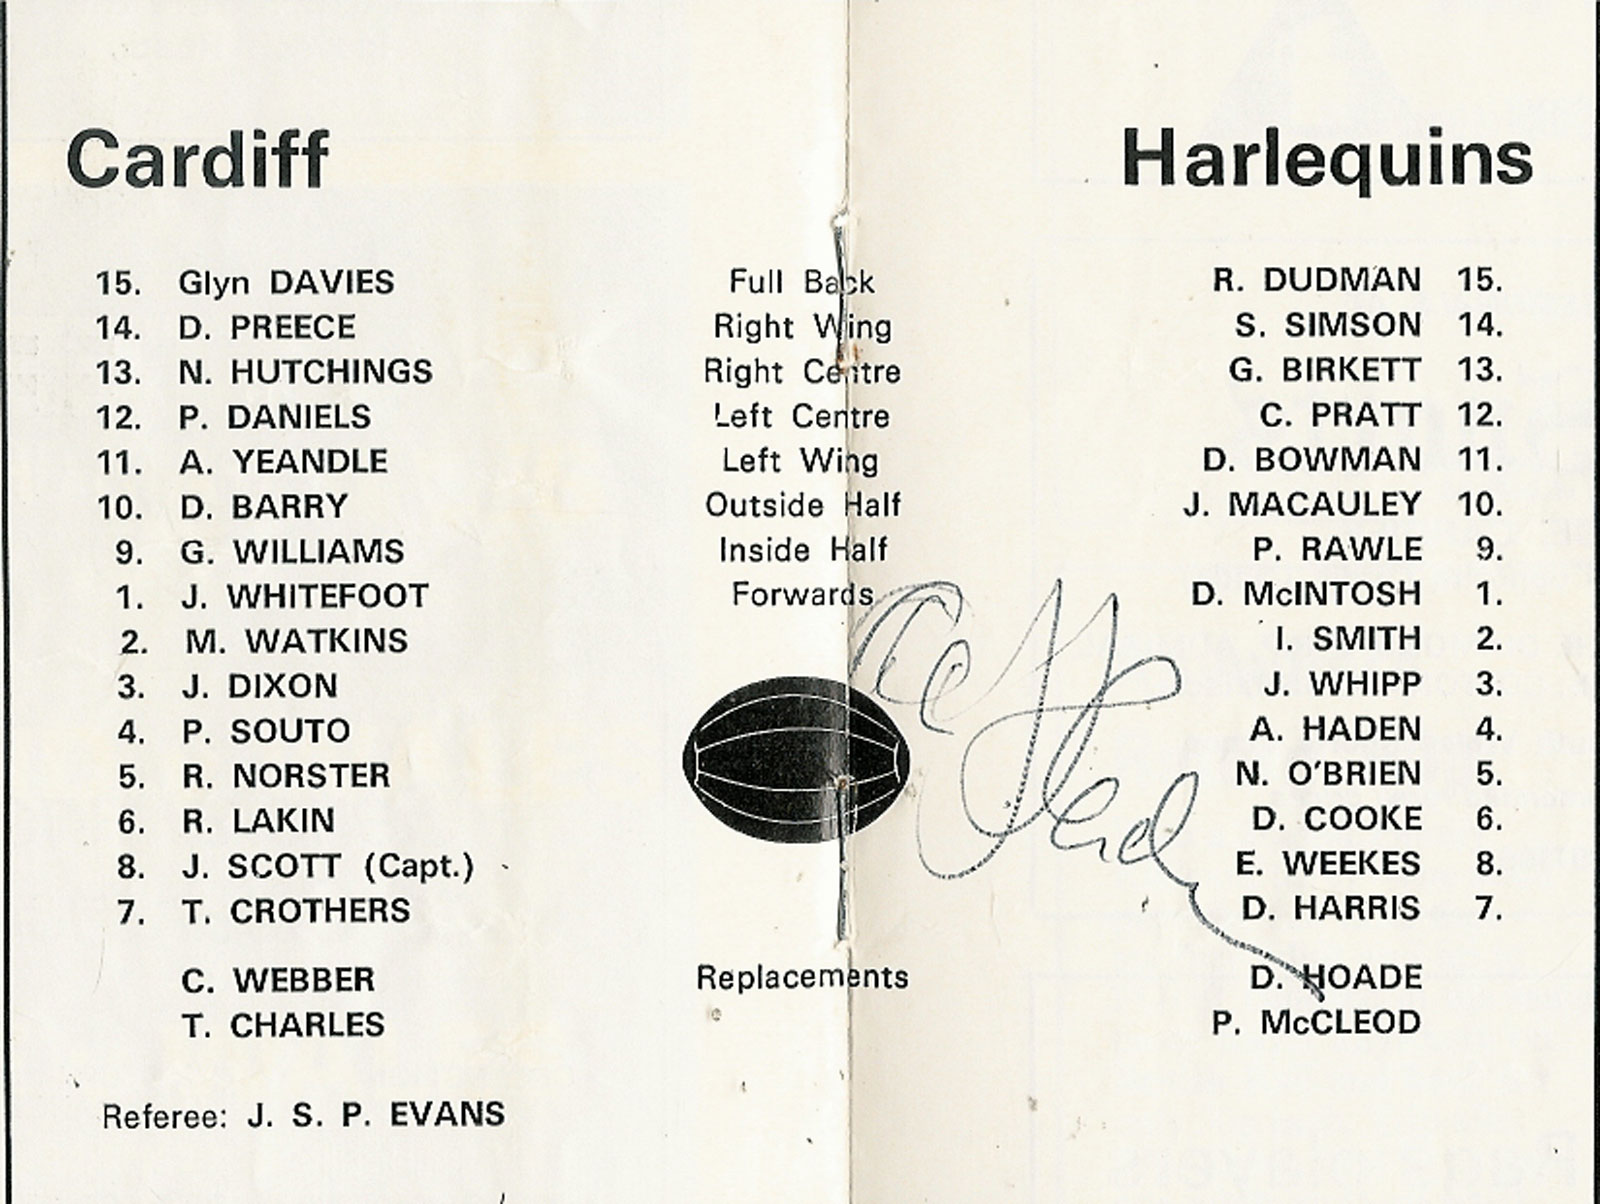 Cardiff Harlequins
15. Glyn DAVIES Full Back R. DUDMAN 15.
14. D. PREECE Right Wing S. SIMSON 14.
13. N. HUTCHINGS Right Centre G. BIRKETT 13.
12. P. DANIELS Left Centre C. PRATT 12.
11. A. YEANDLE Left Wing D. BOWMAN 11.
10. D. BARRY Outside Half J. MACAULEY 10.
9. G. WILLIAMS Inside Half P. RAWLE 9.
1. J. WHITEFOOT Forwards D. McINTOSH 1.
2. M. WATKINS I. SMITH 2.
3. J. DIXON J. WHIPP 3.
4. P. SOUTO A. HADEN 4.
5. R. NORSTER N. O'BRIEN 5.
6. R. LAKIN D. COOKE 6.
8. J. SCOTT (Capt.) E. WEEKES 8.
7. T. CROTHERS D. HARRIS 7.
C. WEBBER Replacements D. HOADE
T. CHARLES P. McCLEOD
Referee: J. S. P. EVANS